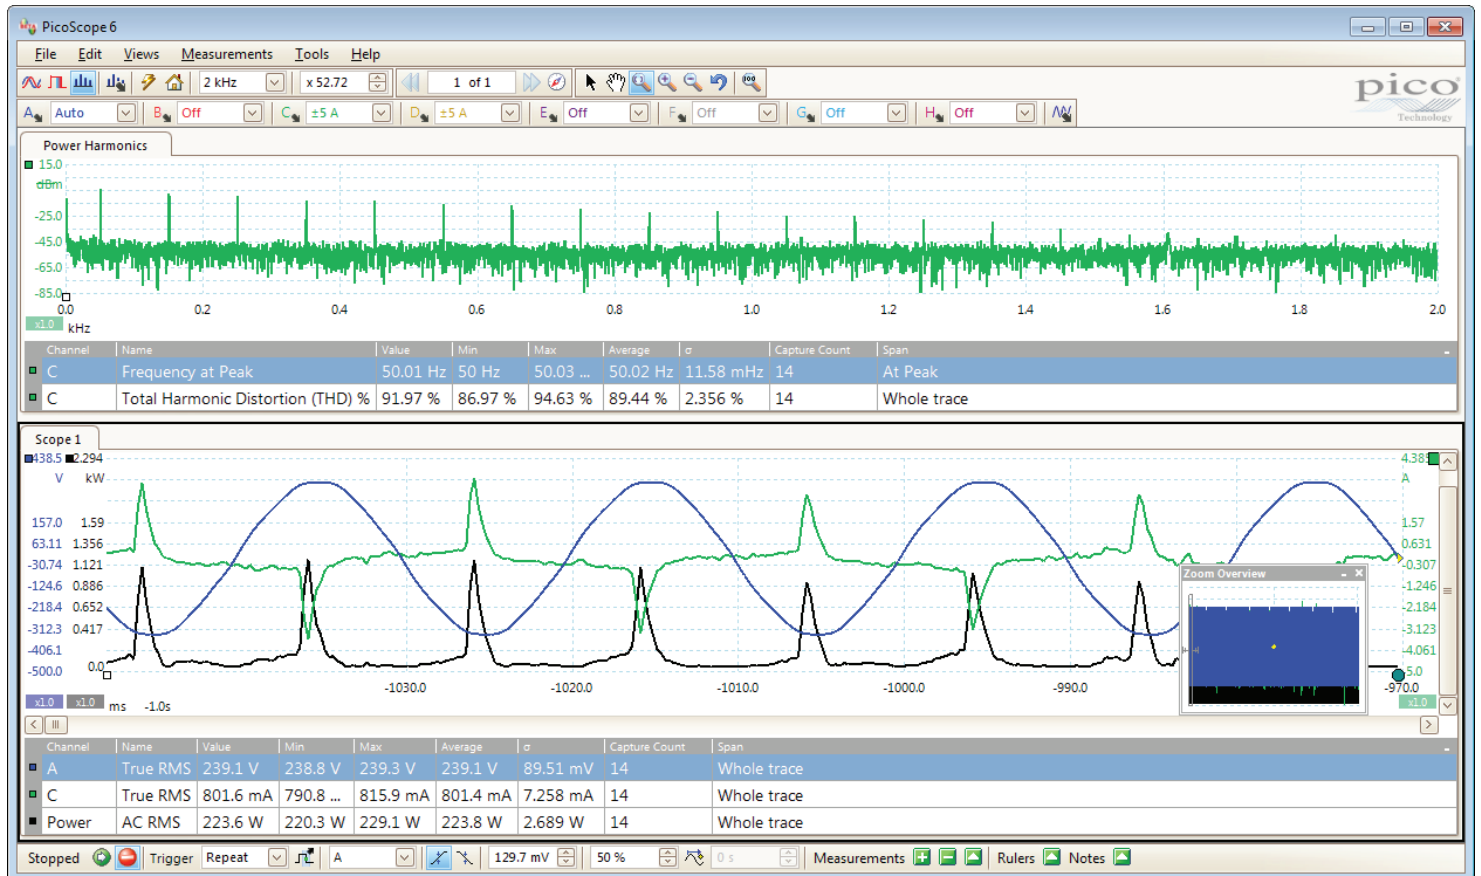 PicoScope 6
File Edit Views Measurements Tools Help
2 kHz x 52.72 1 of 1
A Auto B Off C ±5 A D ±5 A E Off F Off G Off H Off
pico
Technology
Power Harmonics
15.0
dBm
-25.0
-45.0
-65.0
-85.0
0.0 0.2 0.4 0.6 0.8 1.0 1.2 1.4 1.6 1.8 2.0
x1.0 kHz
Channel Name Value Min Max Average σ Capture Count Span
C Frequency at Peak 50.01 Hz 50 Hz 50.03 ... 50.02 Hz 11.58 mHz 14 At Peak
C Total Harmonic Distortion (THD) % 91.97 % 86.97 % 94.63 % 89.44 % 2.356 % 14 Whole trace
Scope 1
438.5 2.294 4.385
V kW A
157.0 1.59 1.57
63.11 1.356 0.631
-30.74 1.121 -0.307
-124.6 0.886 -1.246
-218.4 0.652 -2.184
-312.3 0.417 -3.123
-406.1 -4.061
-500.0 0.0 -5.0
Zoom Overview
-1030.0 -1020.0 -1010.0 -1000.0 -990.0 -970.0
x1.0 x1.0 ms -1.0s x1.0
Channel Name Value Min Max Average σ Capture Count Span
A True RMS 239.1 V 238.8 V 239.3 V 239.1 V 89.51 mV 14 Whole trace
C True RMS 801.6 mA 790.8 ... 815.9 mA 801.4 mA 7.258 mA 14 Whole trace
Power AC RMS 223.6 W 220.3 W 229.1 W 223.8 W 2.689 W 14 Whole trace
Stopped Trigger Repeat A 129.7 mV 50 % 0 s Measurements Rulers Notes